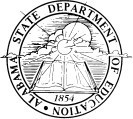 ALABAMA STATE DEPARTMENT OF EDUCATION
1854